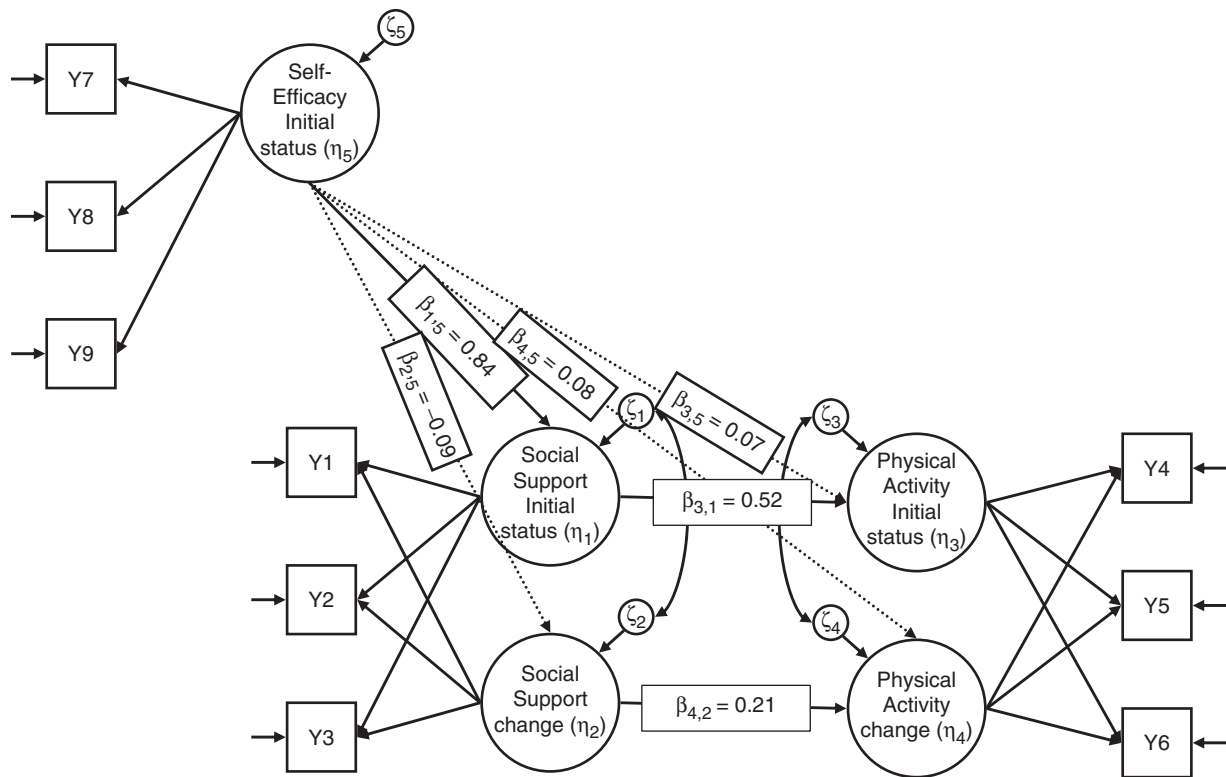 ζ5
Self-
Efficacy
Initial
status (η5)
Y7
Y8
Y9
β1,5 = 0.84
β4,5 = 0.08
β3,5 = 0.07
β2,5 = –0.09
ζ1
ζ3
Y1
Social
Support
Initial
status (η1)
β3,1 = 0.52
Physical
Activity
Initial
status (η3)
Y4
Y2
ζ2
ζ4
Y5
Y3
Social
Support
change (η2)
β4,2 = 0.21
Physical
Activity
change (η4)
Y6